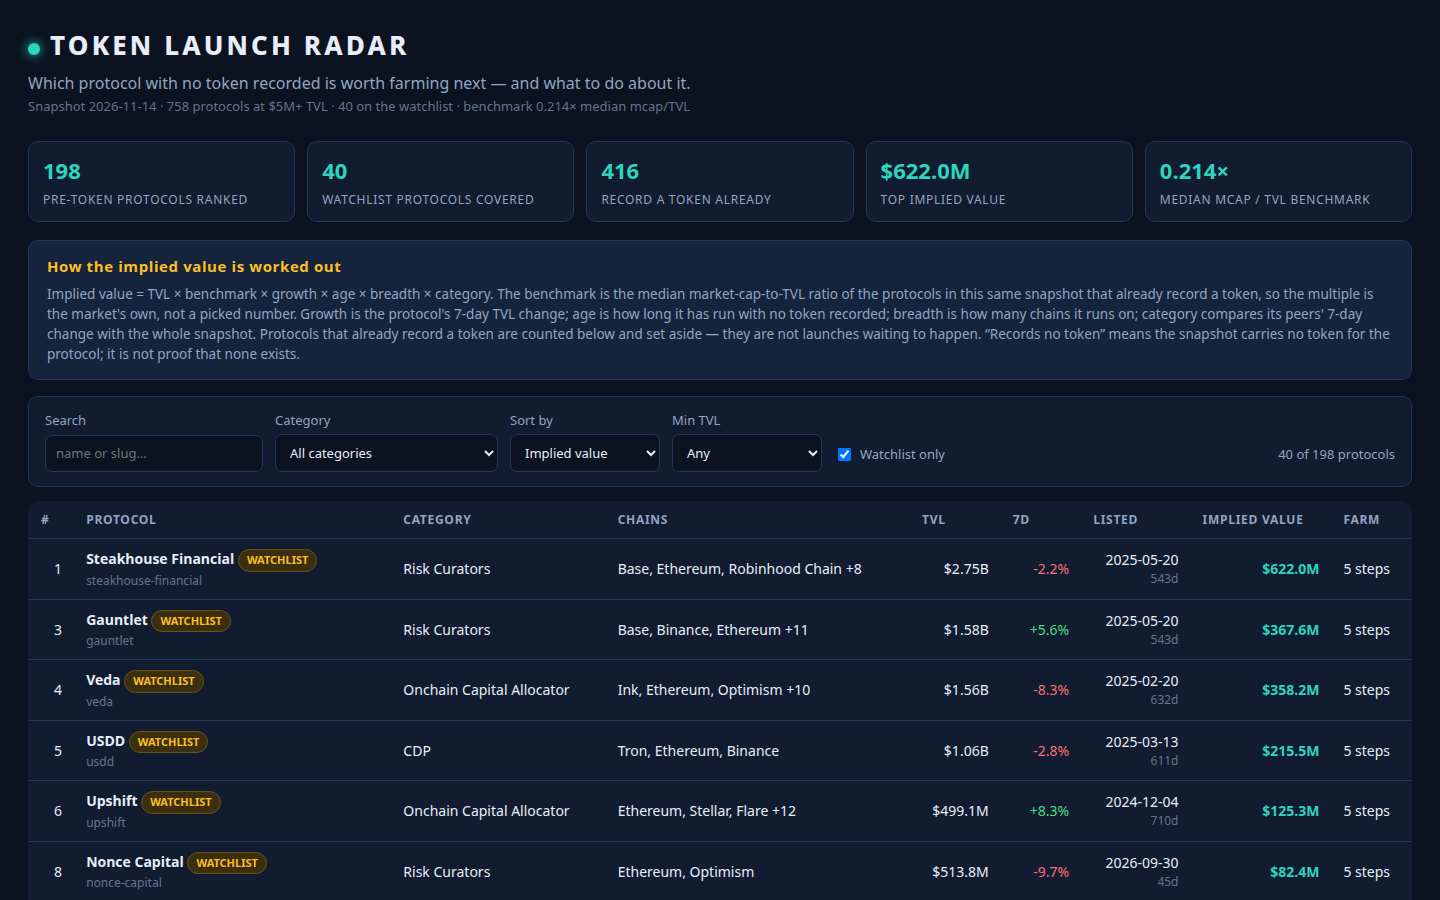 TOKEN LAUNCH RADAR
Which protocol with no token recorded is worth farming next — and what to do about it.
Snapshot 2026-11-14 · 758 protocols at $5M+ TVL · 40 on the watchlist · benchmark 0.214× median mcap/TVL
198
PRE-TOKEN PROTOCOLS RANKED
40
WATCHLIST PROTOCOLS COVERED
416
RECORD A TOKEN ALREADY
$622.0M
TOP IMPLIED VALUE
0.214×
MEDIAN MCAP / TVL BENCHMARK
How the implied value is worked out
Implied value = TVL × benchmark × growth × age × breadth × category. The benchmark is the median market-cap-to-TVL ratio of the protocols in this same snapshot that already record a token, so the multiple is
the market's own, not a picked number. Growth is the protocol's 7-day TVL change; age is how long it has run with no token recorded; breadth is how many chains it runs on; category compares its peers' 7-day
change with the whole snapshot. Protocols that already record a token are counted below and set aside — they are not launches waiting to happen. “Records no token” means the snapshot carries no token for the
protocol; it is not proof that none exists.
Search Category Sort by Min TVL
name or slug... All categories Implied value Any Watchlist only 40 of 198 protocols
# PROTOCOL CATEGORY CHAINS TVL 7D LISTED IMPLIED VALUE FARM
1 Steakhouse Financial WATCHLIST Risk Curators Base, Ethereum, Robinhood Chain +8 $2.75B -2.2% 2025-05-20 $622.0M 5 steps
steakhouse-financial 543d
3 Gauntlet WATCHLIST Risk Curators Base, Binance, Ethereum +11 $1.58B +5.6% 2025-05-20 $367.6M 5 steps
gauntlet 543d
4 Veda WATCHLIST Onchain Capital Allocator Ink, Ethereum, Optimism +10 $1.56B -8.3% 2025-02-20 $358.2M 5 steps
veda 632d
5 USDD WATCHLIST CDP Tron, Ethereum, Binance $1.06B -2.8% 2025-03-13 $215.5M 5 steps
usdd 611d
6 Upshift WATCHLIST Onchain Capital Allocator Ethereum, Stellar, Flare +12 $499.1M +8.3% 2024-12-04 $125.3M 5 steps
upshift 710d
8 Nonce Capital WATCHLIST Risk Curators Ethereum, Optimism $513.8M -9.7% 2026-09-30 $82.4M 5 steps
nonce-capital 45d